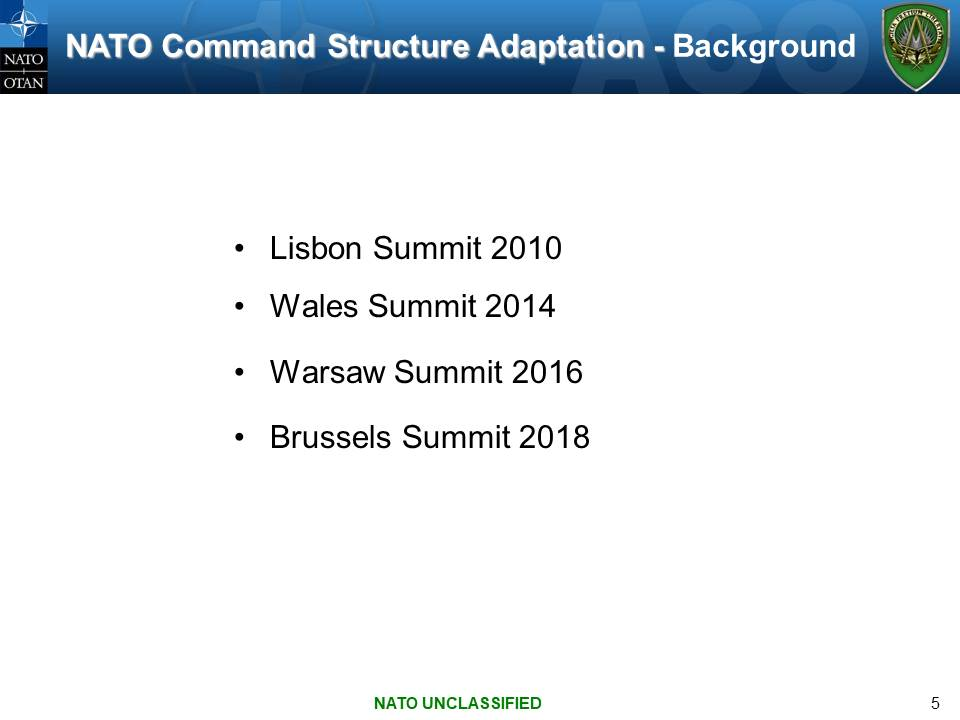 NATO
OTAN
NATO Command Structure Adaptation - Background
ACO
• Lisbon Summit 2010
• Wales Summit 2014
• Warsaw Summit 2016
• Brussels Summit 2018
NATO UNCLASSIFIED
5